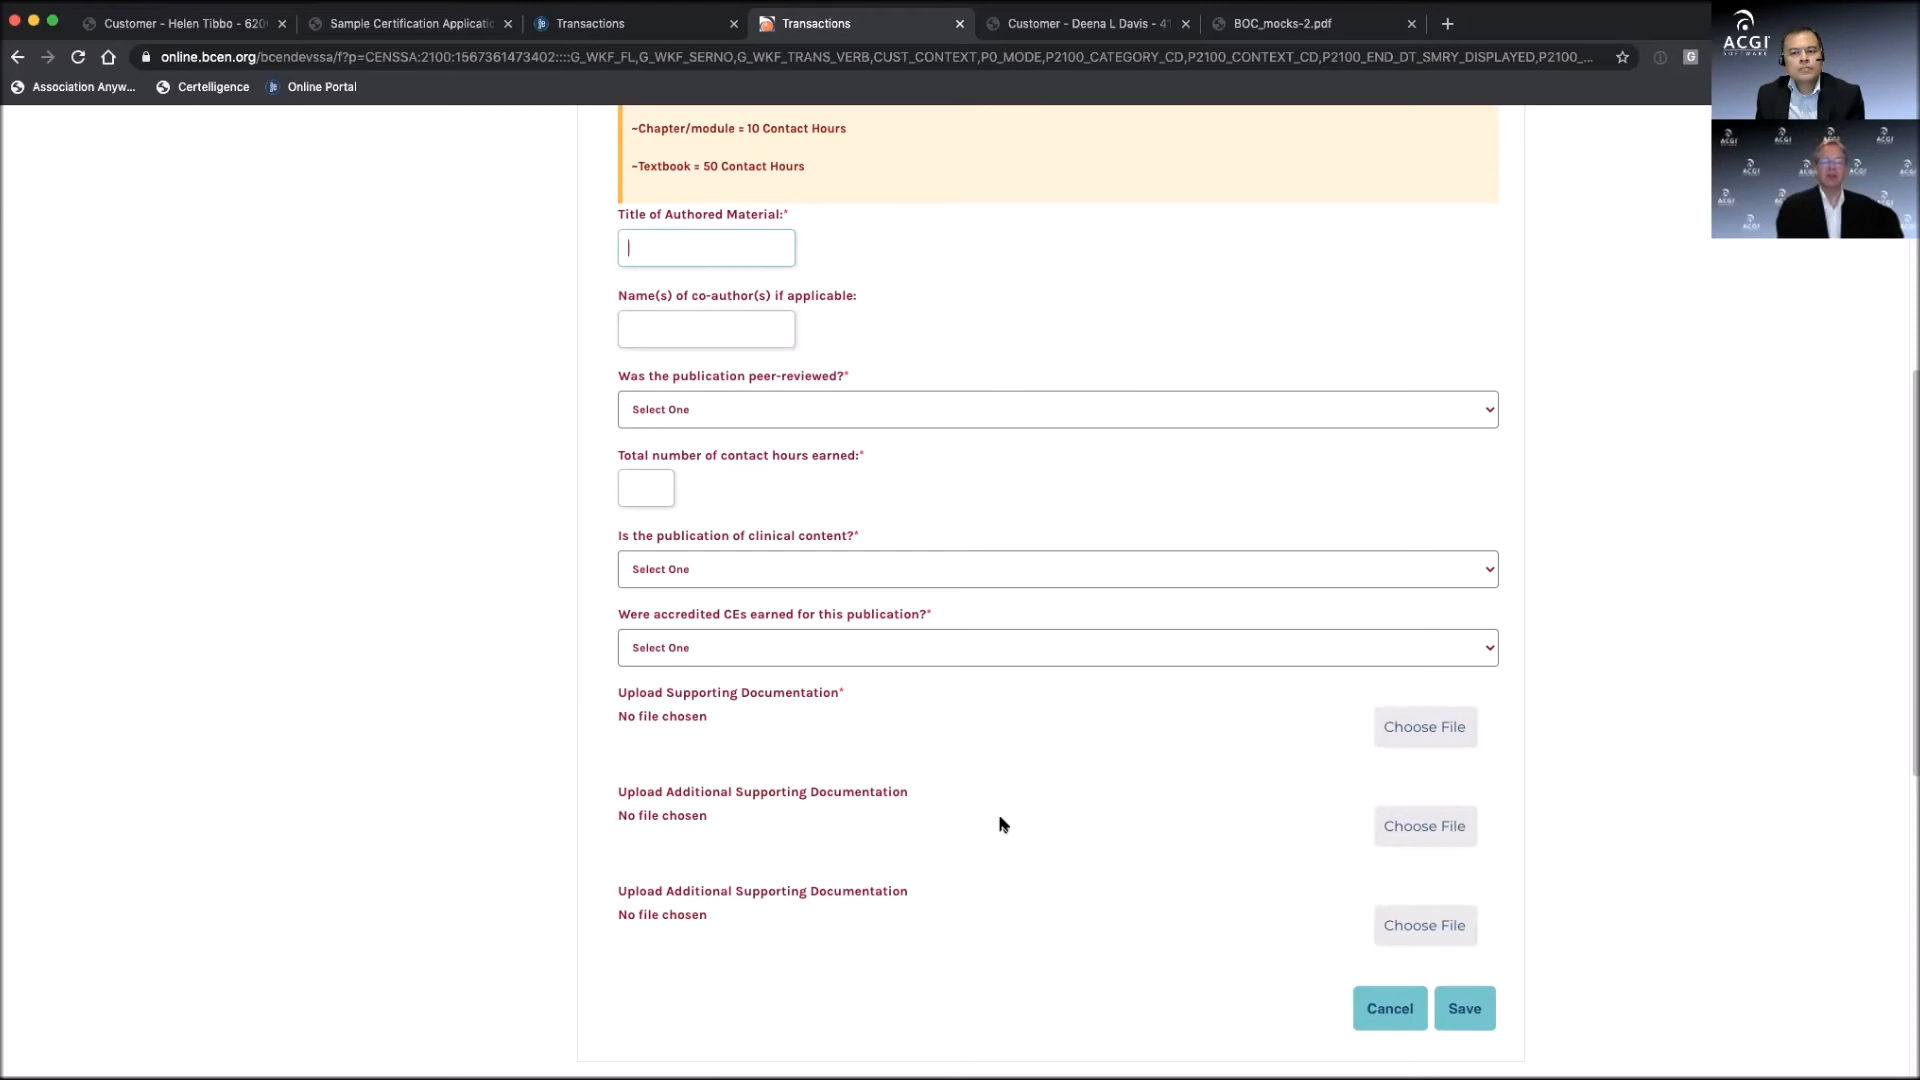 Customer - Helen Tibbo - 620
Sample Certification Applicatio
Transactions
Transactions
Customer - Deena L Davis - 41
BOC_mocks-2.pdf
online.bcen.org/bcendevssa/f?p=CENSSA:2100:1567361473402::::G_WKF_FL,G_WKF_SERNO,G_WKF_TRANS_VERB,CUST_CONTEXT,P0_MODE,P2100_CATEGORY_CD,P2100_CONTEXT_CD,P2100_END_DT_SMRY_DISPLAYED,P2100_...
G
Association Anyw...
Certelligence
Online Portal
ACGI
SOFTWARE
ACGI
~Chapter/module = 10 Contact Hours
~Textbook = 50 Contact Hours
Title of Authored Material:*
Name(s) of co-author(s) if applicable:
Was the publication peer-reviewed?*
Select One
Total number of contact hours earned:*
Is the publication of clinical content?*
Select One
Were accredited CEs earned for this publication?*
Select One
Upload Supporting Documentation*
No file chosen
Choose File
Upload Additional Supporting Documentation
No file chosen
Choose File
Upload Additional Supporting Documentation
No file chosen
Choose File
Cancel
Save